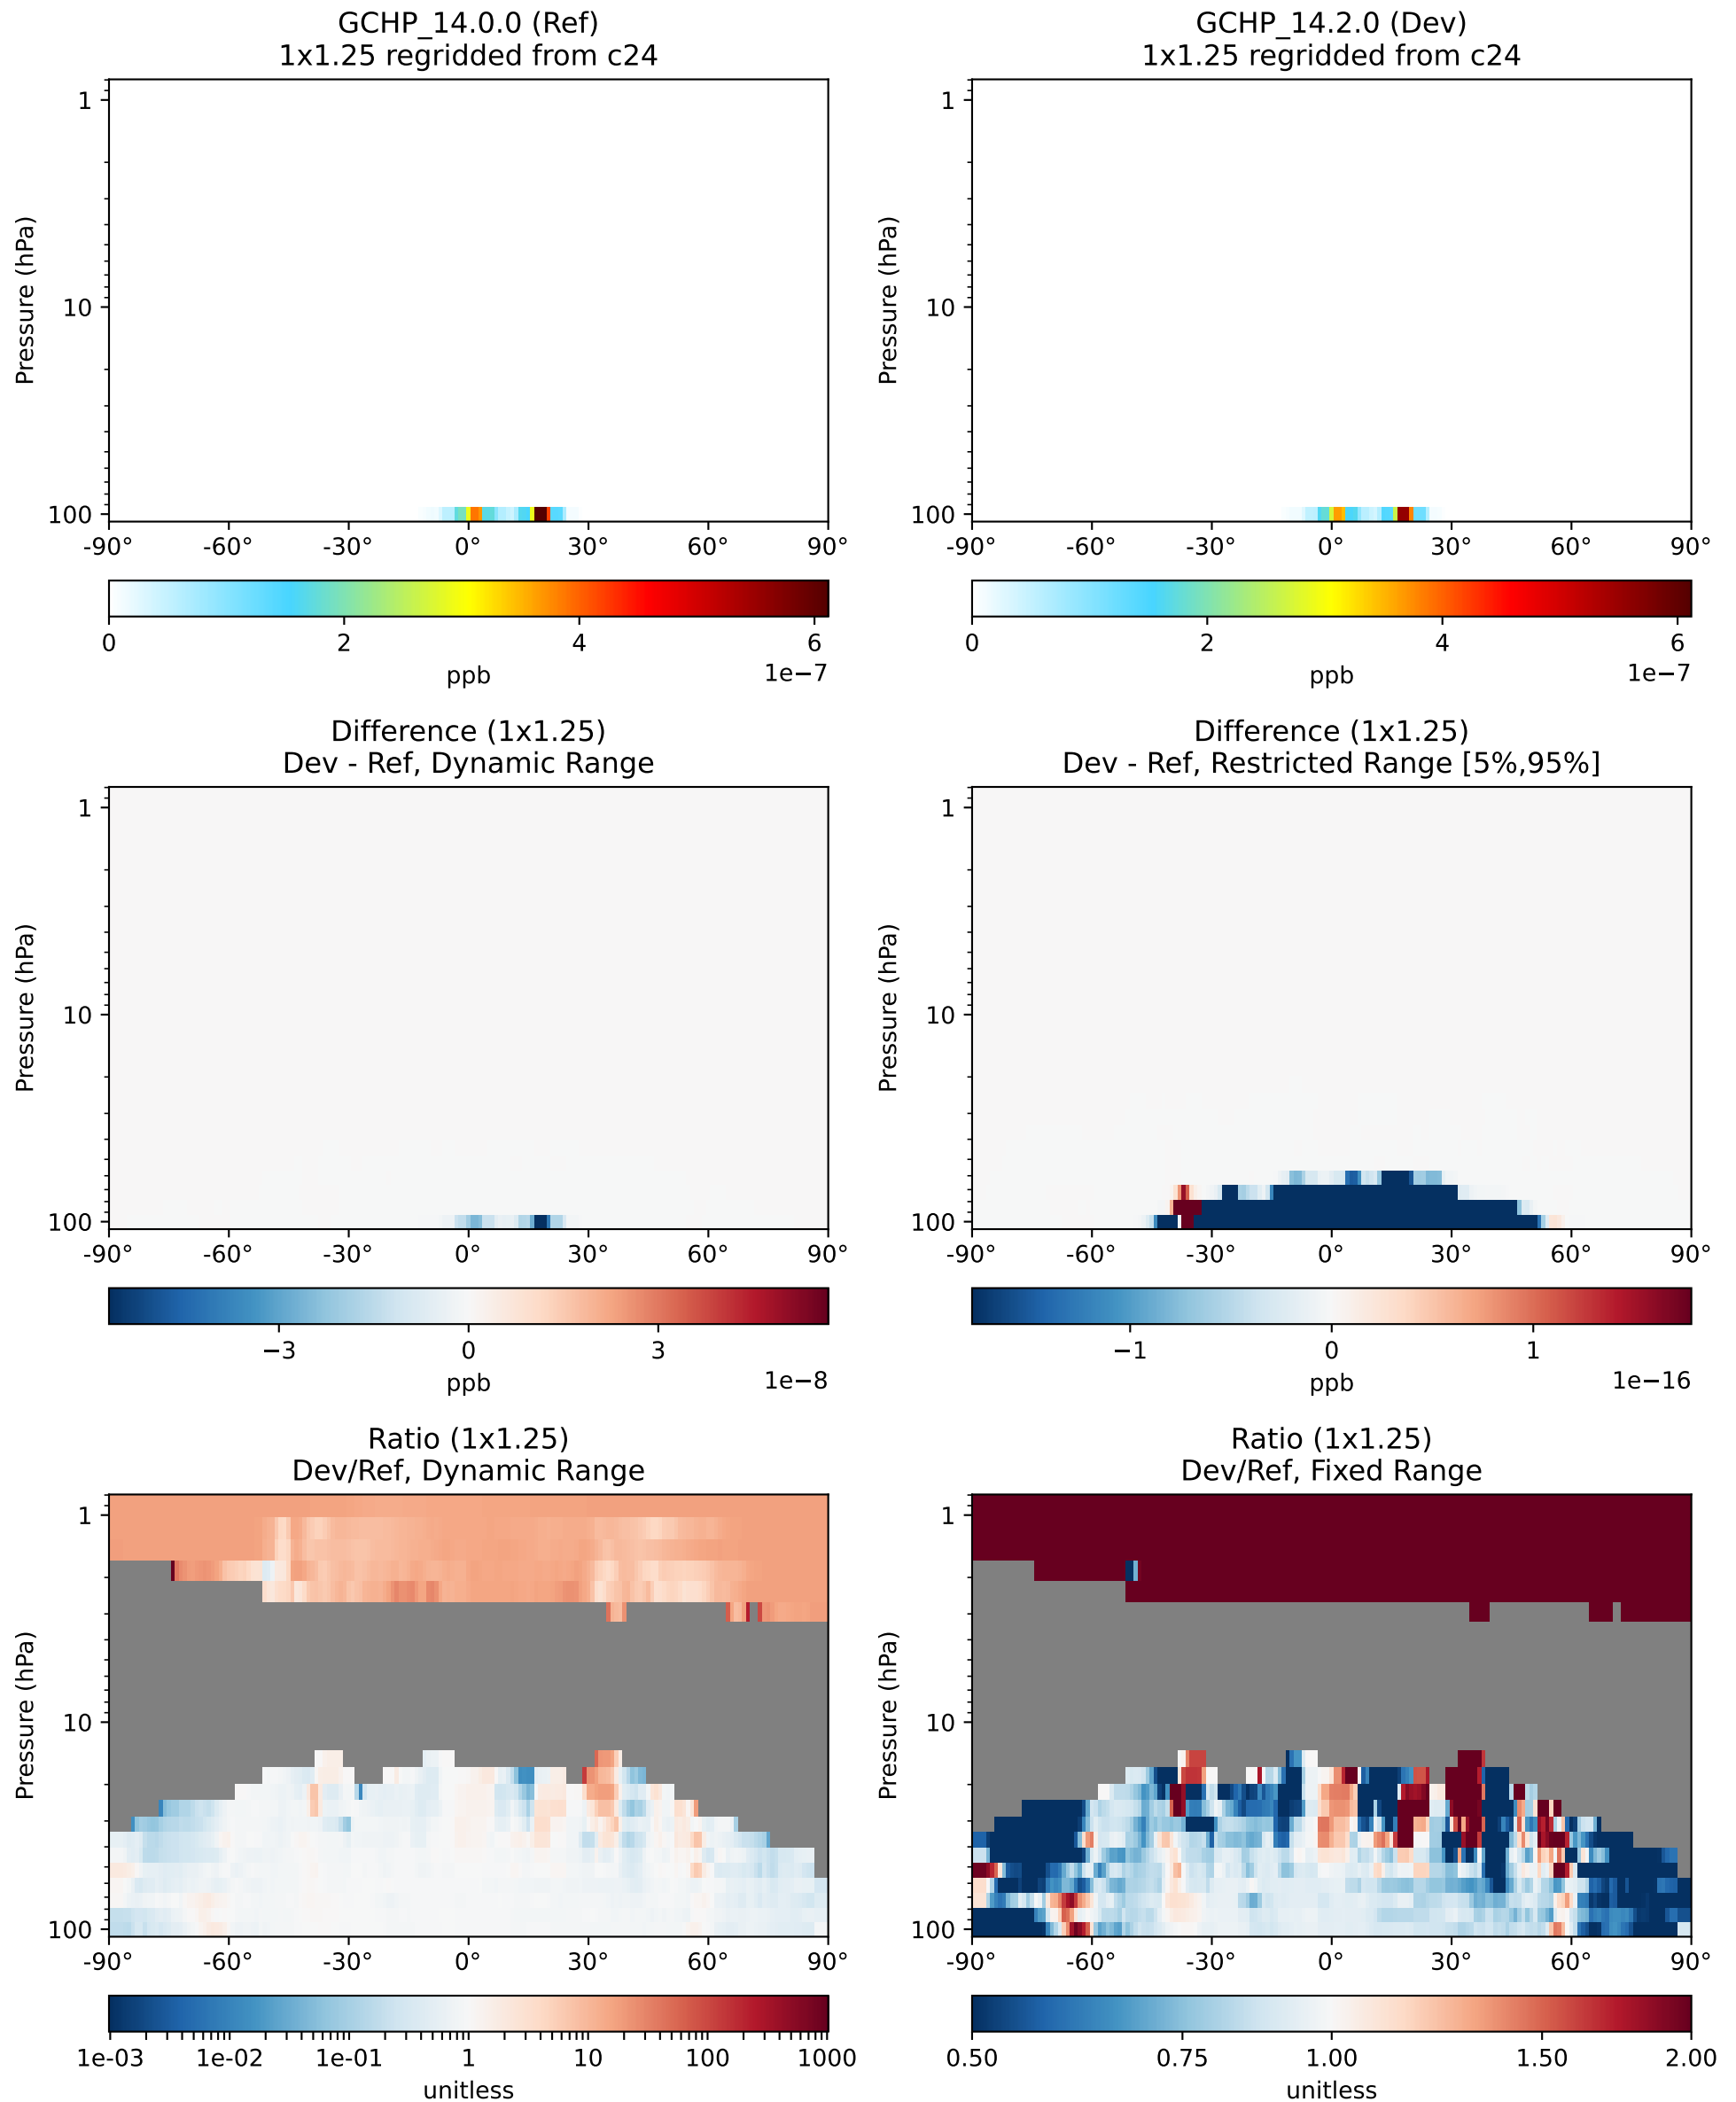 GCHP_14.0.0 (Ref)
1x1.25 regridded from c24
1
10
100
Pressure (hPa)
-90° -60° -30° 0° 30° 60° 90°
0 2 4 6
1e−7
ppb
GCHP_14.2.0 (Dev)
1x1.25 regridded from c24
1
10
100
Pressure (hPa)
-90° -60° -30° 0° 30° 60° 90°
0 2 4 6
1e−7
ppb
Difference (1x1.25)
Dev - Ref, Dynamic Range
1
10
100
Pressure (hPa)
-90° -60° -30° 0° 30° 60° 90°
−3 0 3
1e−8
ppb
Difference (1x1.25)
Dev - Ref, Restricted Range [5%,95%]
1
10
100
Pressure (hPa)
-90° -60° -30° 0° 30° 60° 90°
−1 0 1
1e−16
ppb
Ratio (1x1.25)
Dev/Ref, Dynamic Range
1
10
100
Pressure (hPa)
-90° -60° -30° 0° 30° 60° 90°
1e-03 1e-02 1e-01 1 10 100 1000
unitless
Ratio (1x1.25)
Dev/Ref, Fixed Range
1
10
100
Pressure (hPa)
-90° -60° -30° 0° 30° 60° 90°
0.50 0.75 1.00 1.50 2.00
unitless